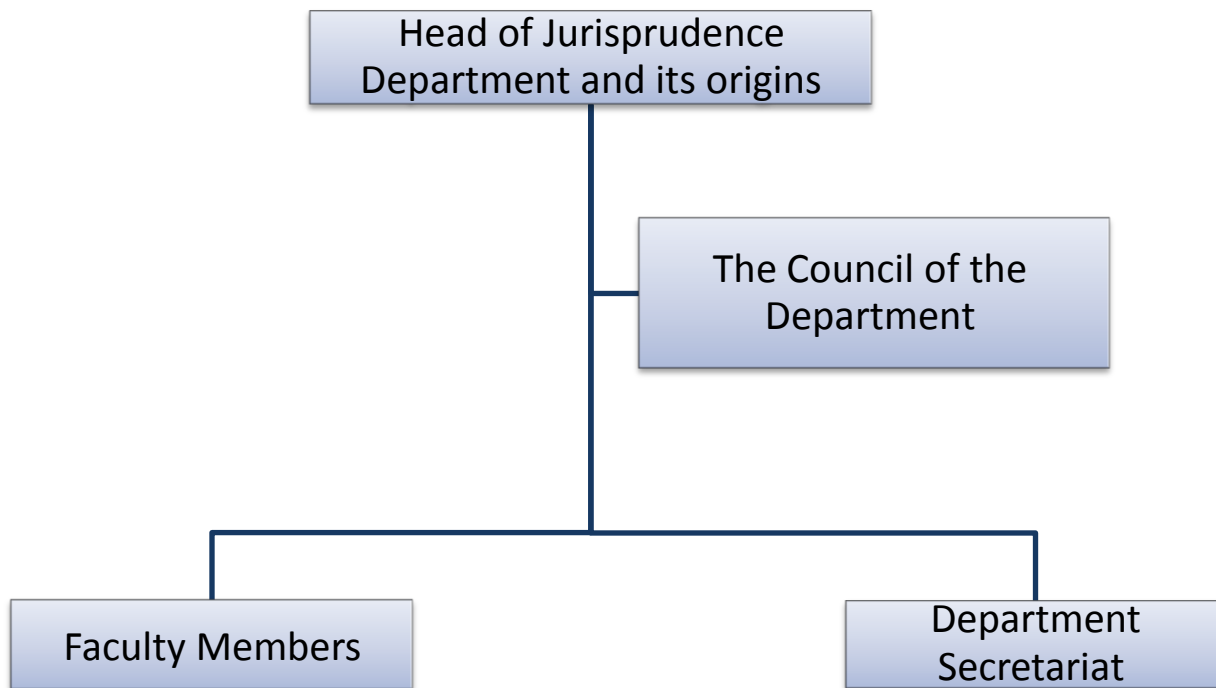 Head of Jurisprudence
Department and its origins
The Council of the
Department
Faculty Members
Department
Secretariat